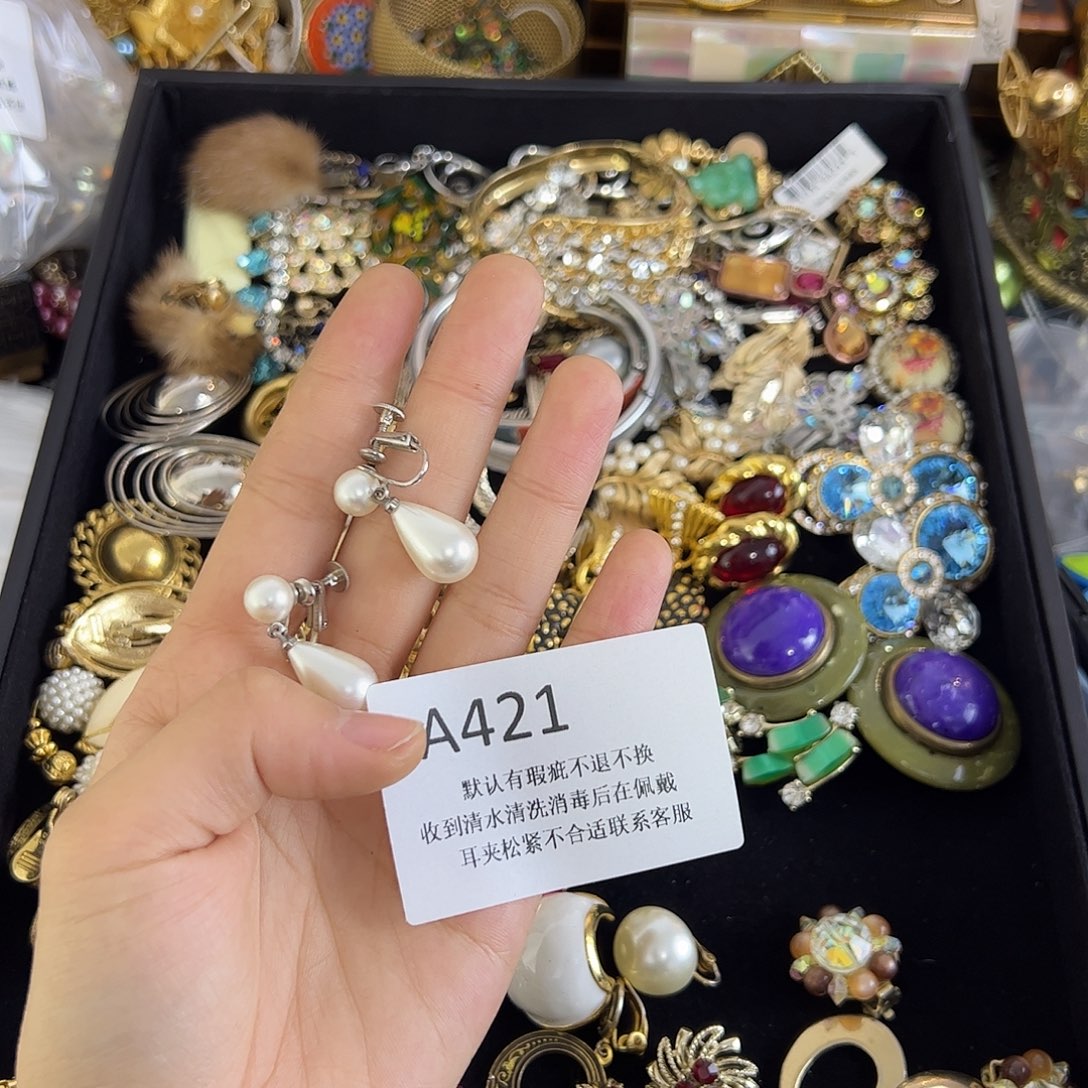 A421
默认有瑕疵不退不换
收到清水清洗消毒后在佩戴
耳夹松紧不合适联系客服